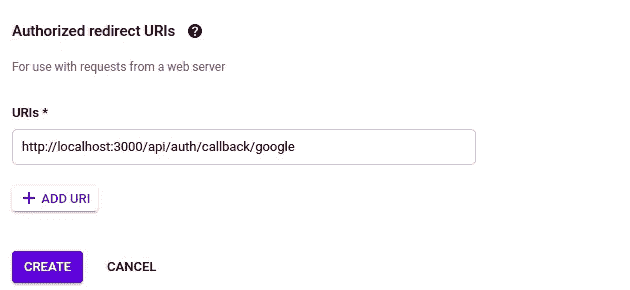 Authorized redirect URIs ?
For use with requests from a web server
URIs *
http://localhost:3000/api/auth/callback/google
+ ADD URI
CREATE CANCEL